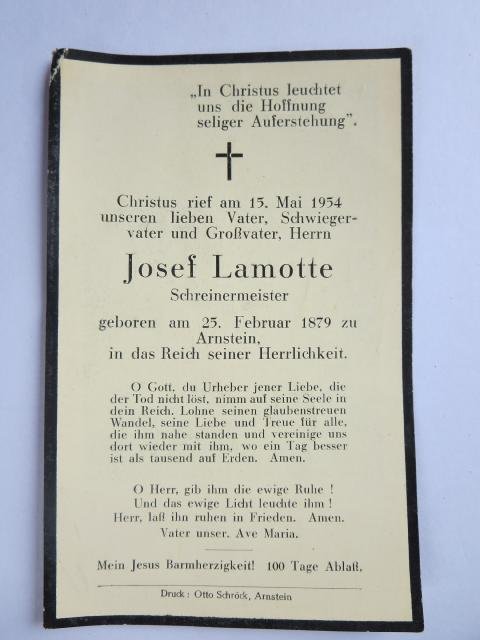 „In Christus leuchtet
uns die Hoffnung
seliger Auferstehung”.
Christus rief am 15. Mai 1954
unseren lieben Vater, Schwieger-
vater und Großvater, Herrn
Josef Lamotte
Schreinermeister
geboren am 25. Februar 1879 zu
Arnstein,
in das Reich seiner Herrlichkeit.
O Gott, du Urheber jener Liebe, die
der Tod nicht löst, nimm auf seine Seele in
dein Reich. Lohne seinen glaubenstreuen
Wandel, seine Liebe und Treue für alle,
die ihm nahe standen und vereinige uns
dort wieder mit ihm, wo ein Tag besser
ist als tausend auf Erden. Amen.
O Herr, gib ihm die ewige Ruhe !
Und das ewige Licht leuchte ihm !
Herr, laß ihn ruhen in Frieden. Amen.
Vater unser. Ave Maria.
Mein Jesus Barmherzigkeit! 100 Tage Ablaß.
Druck : Otto Schröck, Arnstein